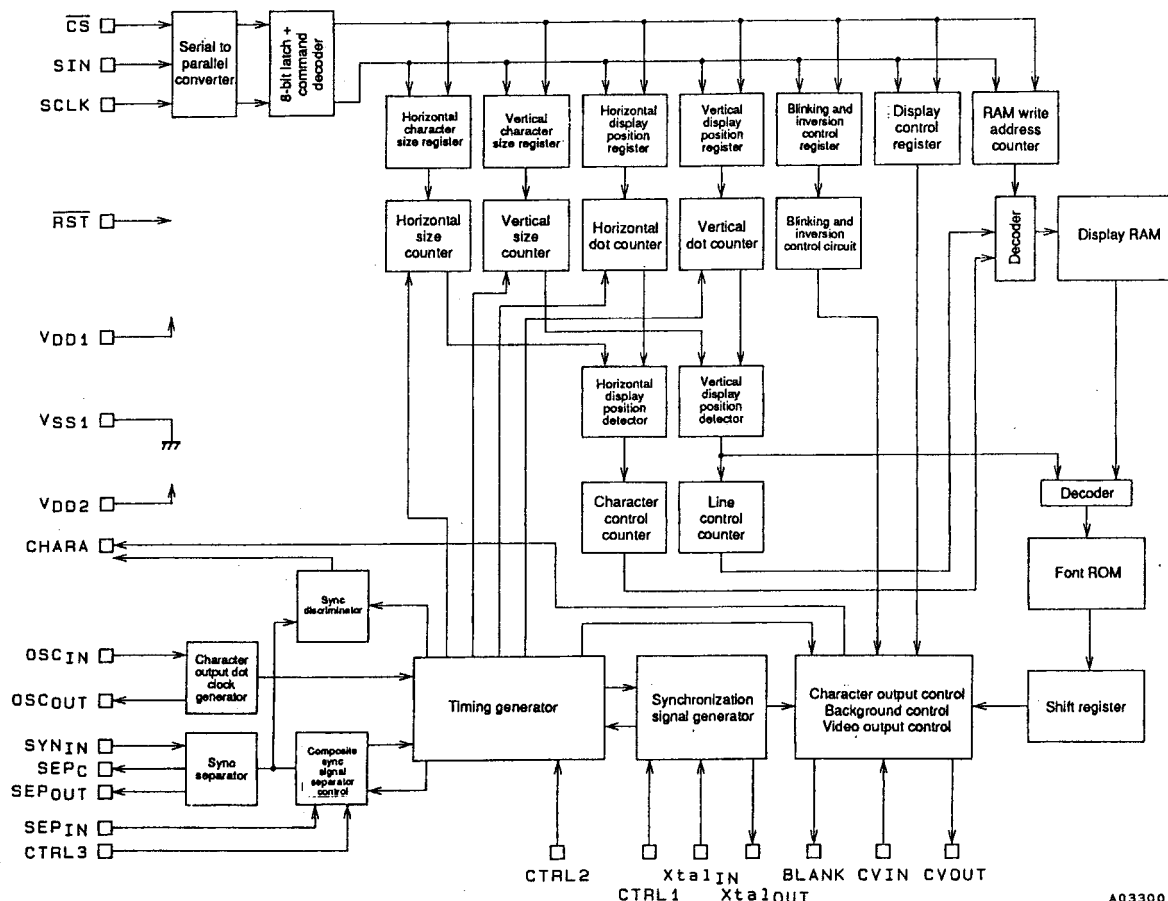 CS
SIN
SCLK
Serial to
parallel
converter
8-bit latch +
command
decoder
Horizontal
character
size register
Vertical
character
size register
Horizontal
display
position
register
Vertical
display
position
register
Blinking and
inversion
control
register
Display
control
register
RAM write
address
counter
RST
Horizontal
size
counter
Vertical
size
counter
Horizontal
dot counter
Vertical
dot counter
Blinking and
inversion
control circuit
Decoder
Display RAM
VDD1
VSS1
VDD2
Horizontal
display
position
detector
Vertical
display
position
detector
Character
control
counter
Line
control
counter
Decoder
Font ROM
CHARA
Sync
discriminator
OSCIN
OSCOUT
Character
output dot
clock
generator
Timing generator
Synchronization
signal generator
Character output control
Background control
Video output control
Shift register
SYNIN
SEPC
SEPOUT
Sync
separator
Composite
sync
signal
separator
control
SEPIN
CTRL3
CTRL2
XtalIN
BLANK
CVIN
CVOUT
CTRL1
XtalOUT
A03300